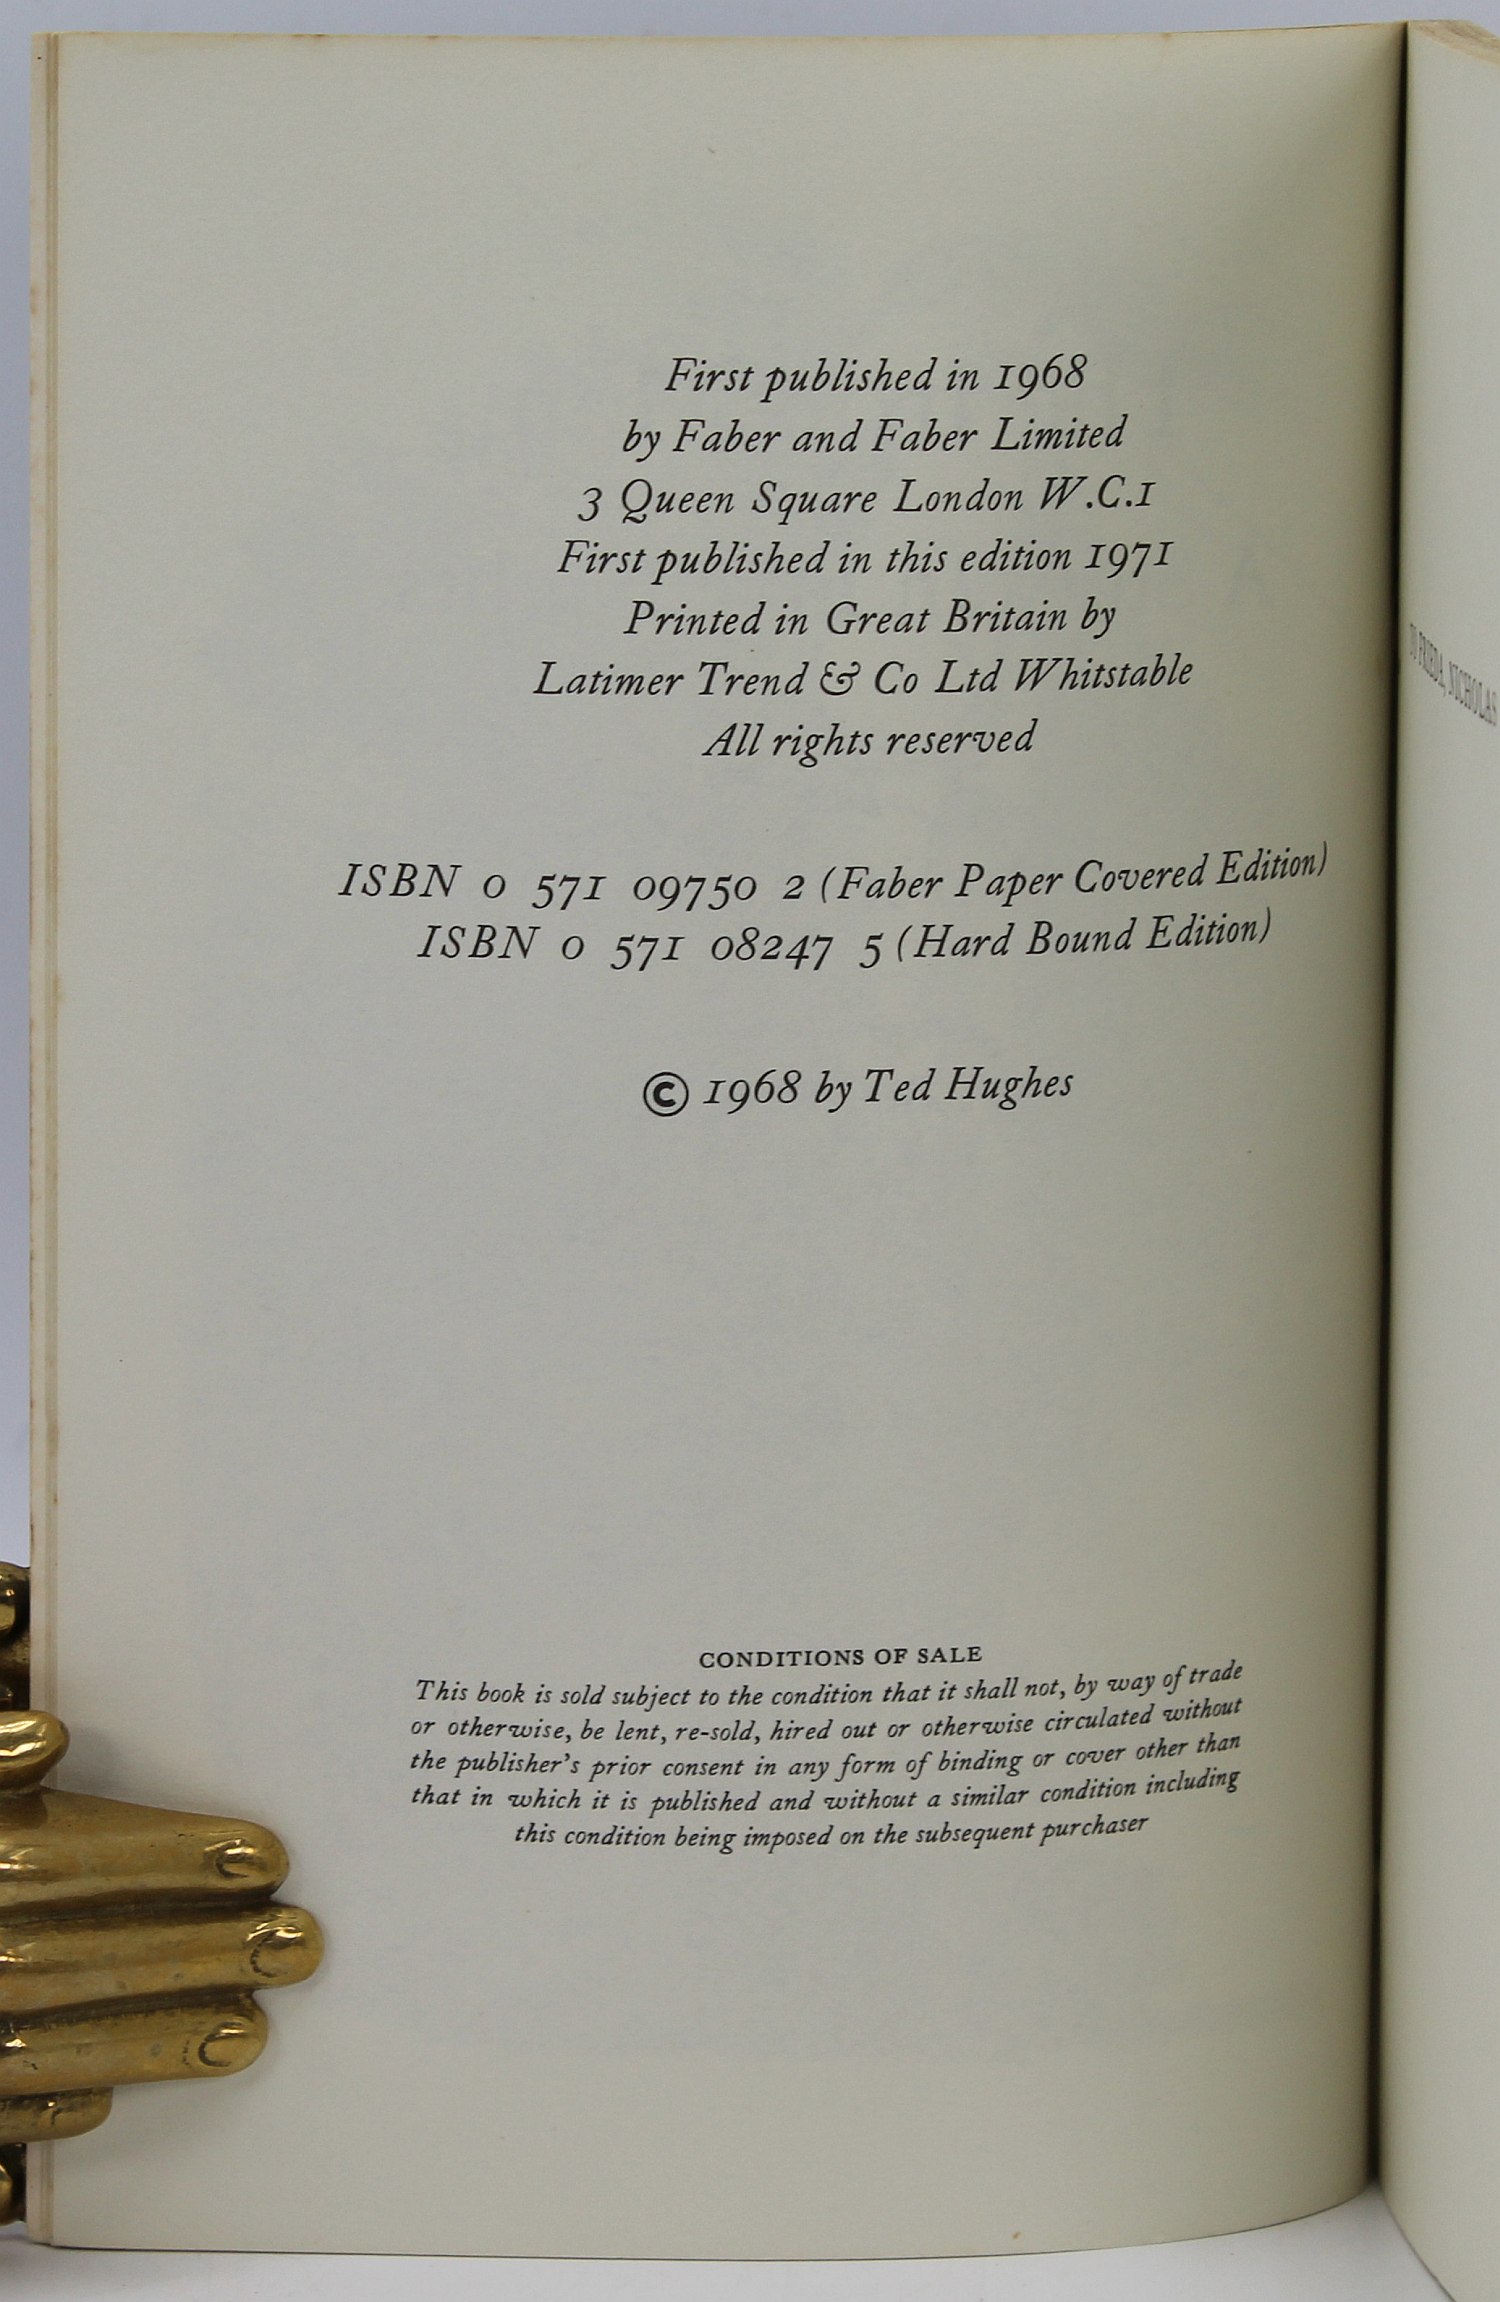 First published in 1968
by Faber and Faber Limited
3 Queen Square London W.C.1
First published in this edition 1971
Printed in Great Britain by
Latimer Trend & Co Ltd Whitstable
All rights reserved
ISBN 0 571 09750 2 (Faber Paper Covered Edition)
ISBN 0 571 08247 5 (Hard Bound Edition)
© 1968 by Ted Hughes
CONDITIONS OF SALE
This book is sold subject to the condition that it shall not, by way of trade
or otherwise, be lent, re-sold, hired out or otherwise circulated without
the publisher's prior consent in any form of binding or cover other than
that in which it is published and without a similar condition including
this condition being imposed on the subsequent purchaser
TO FRIEDA, NICHOLAS